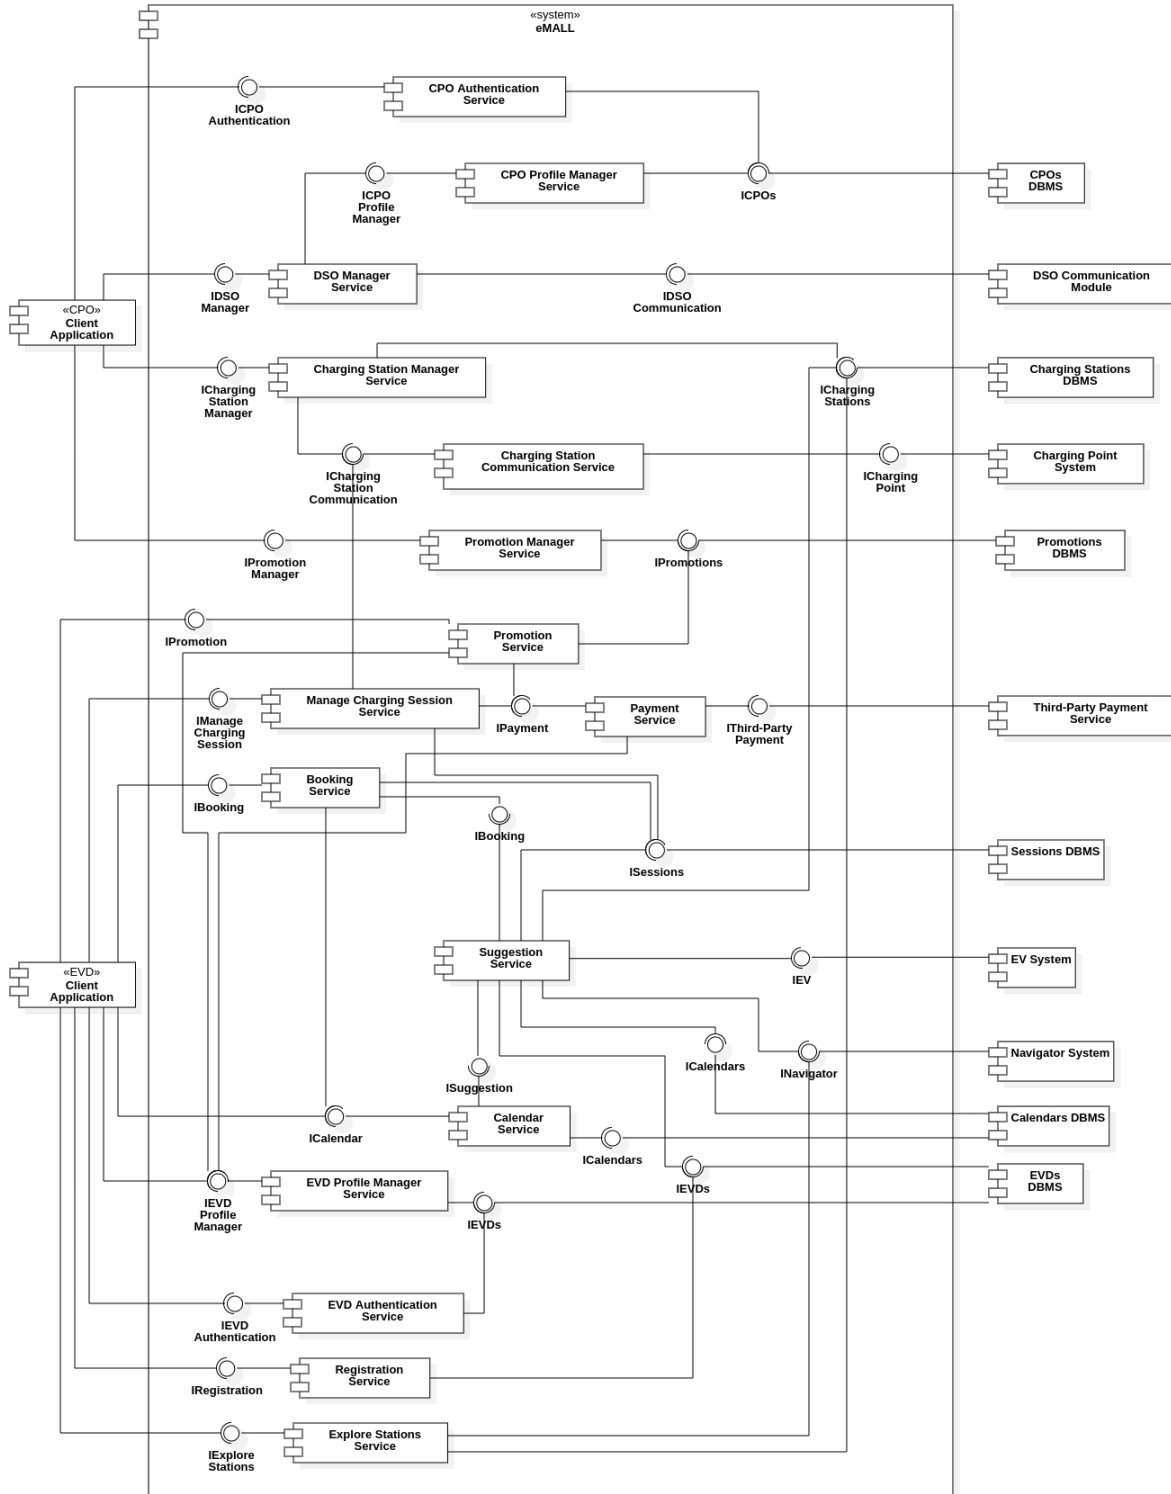 «system»
eMALL
CPO Authentication
Service
ICPO
Authentication
CPO Profile Manager
Service
ICPO
Profile
Manager
ICPOs
CPOs
DBMS
DSO Manager
Service
IDSO
Manager
IDSO
Communication
DSO Communication
Module
«CPO»
Client
Application
Charging Station Manager
Service
ICharging
Station
Manager
ICharging
Stations
Charging Stations
DBMS
Charging Station
Communication Service
ICharging
Station
Communication
ICharging
Point
Charging Point
System
Promotion Manager
Service
IPromotion
Manager
IPromotions
Promotions
DBMS
IPromotion
Promotion
Service
Manage Charging Session
Service
IManage
Charging
Session
IPayment
Payment
Service
IThird-Party
Payment
Third-Party Payment
Service
Booking
Service
IBooking
IBooking
ISessions
Sessions DBMS
«EVD»
Client
Application
Suggestion
Service
IEV
EV System
ICalendars
INavigator
Navigator System
ISuggestion
ICalendar
Calendar
Service
ICalendars
Calendars DBMS
IEVDs
EVDs
DBMS
EVD Profile Manager
Service
IEVD
Profile
Manager
IEVDs
EVD Authentication
Service
IEVD
Authentication
Registration
Service
IRegistration
Explore Stations
Service
IExplore
Stations